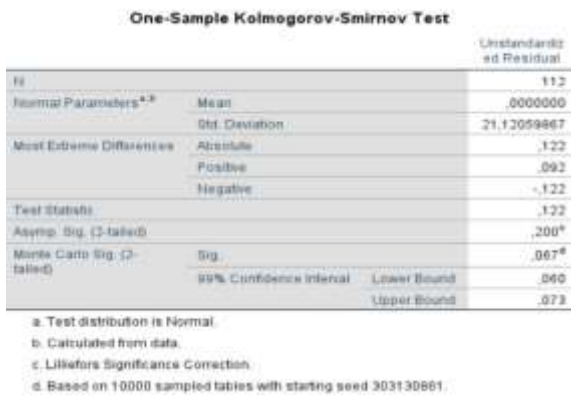 One-Sample Kolmogorov-Smirnov Test
Unstandardiz
ed Residual
N 112
Normal Parameters a,b Mean ,0000000
Std. Deviation 21,12059867
Most Extreme Differences Absolute ,122
Positive ,092
Negative -,122
Test Statistic ,122
Asymp. Sig. (2-tailed) ,200
Monte Carlo Sig. (2-
tailed) Sig. ,067 d
99% Confidence Interval Lower Bound ,060
Upper Bound ,073
a. Test distribution is Normal.
b. Calculated from data.
c. Lilliefors Significance Correction.
d. Based on 10000 sampled tables with starting seed 303130861.